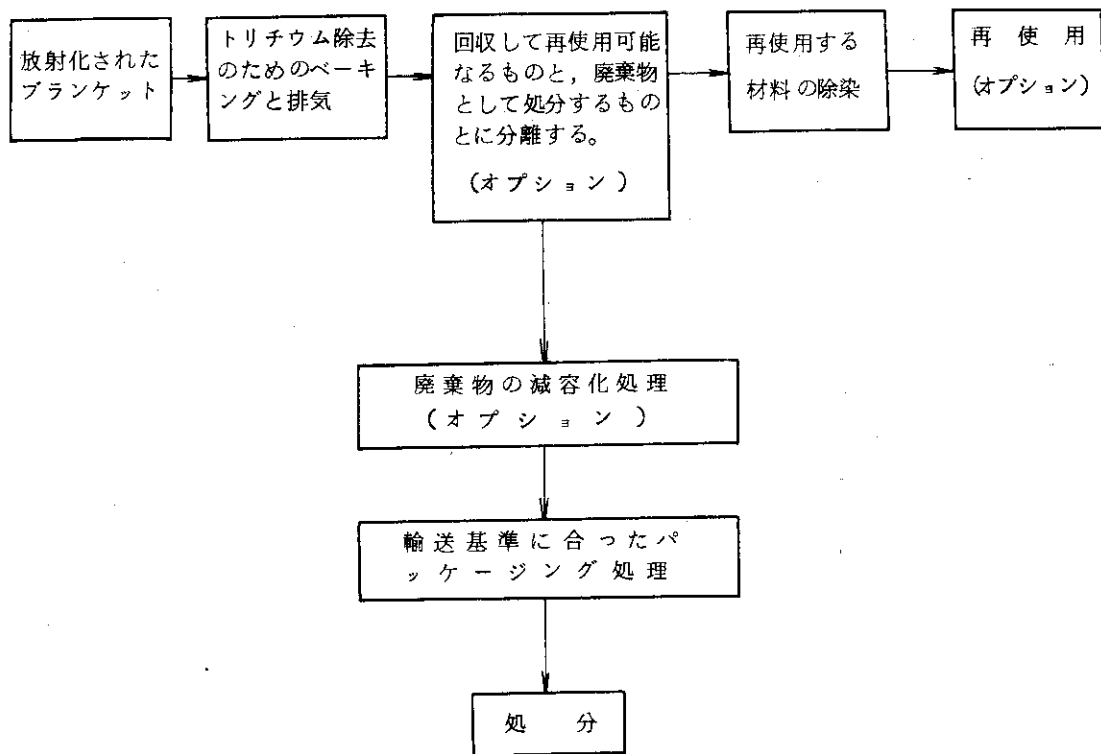 放射化された
ブランケット
トリチウム除去
のためのベーキ
ングと排気
回収して再使用可能
なるものと，廃棄物
として処分するもの
とに分離する。
（オプション）
再使用する
材料の除染
再使用
（オプション）
廃棄物の減容化処理
（オプション）
輸送基準に合ったパ
ッケージング処理
処分